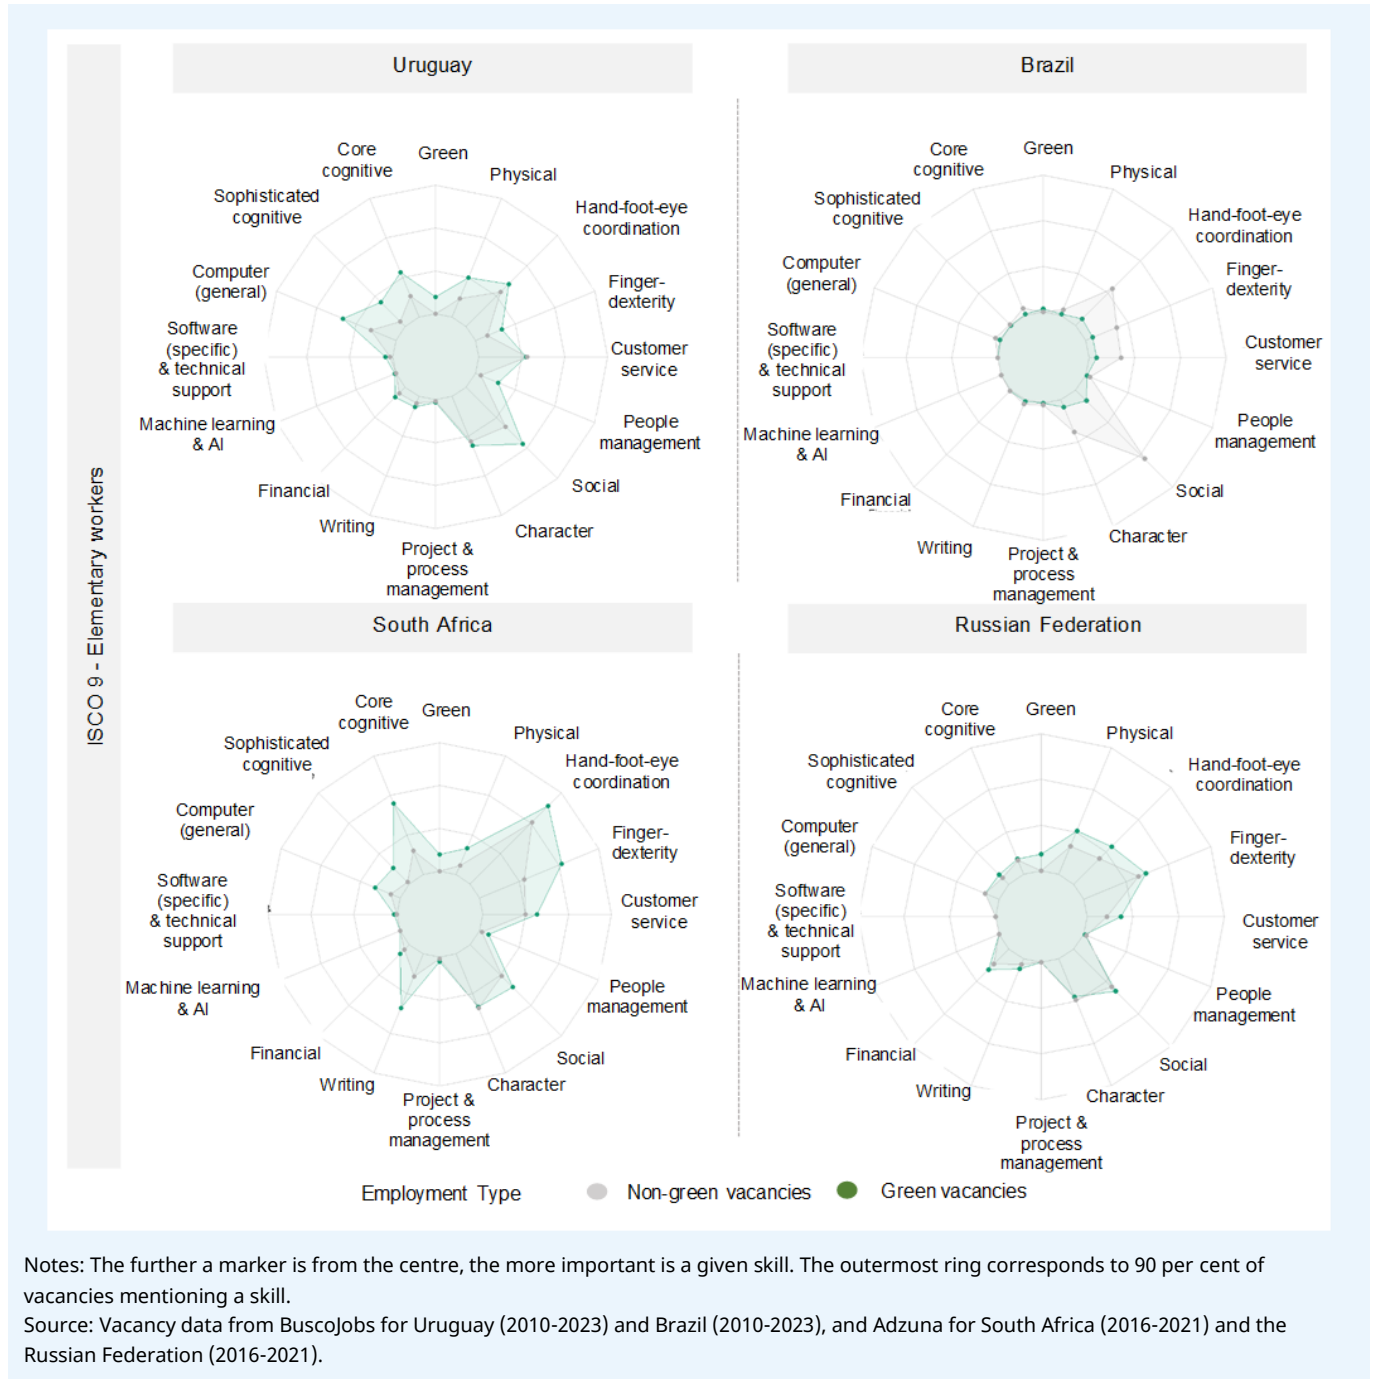 ISCO 9 - Elementary workers
Uruguay
Core
cognitive
Green
Physical
Sophisticated
cognitive
Hand-foot-eye
coordination
Computer
(general)
Finger-
dexterity
Software
(specific)
& technical
support
Customer
service
Machine learning
& AI
People
management
Financial
Social
Writing
Character
Project &
process
management
Brazil
Core
cognitive
Green
Physical
Sophisticated
cognitive
Hand-foot-eye
coordination
Computer
(general)
Finger-
dexterity
Software
(specific)
& technical
support
Customer
service
Machine learning
& AI
People
management
Financial
Social
Writing
Character
Project &
process
management
South Africa
Core
cognitive
Green
Physical
Sophisticated
cognitive
Hand-foot-eye
coordination
Computer
(general)
Finger-
dexterity
Software
(specific)
& technical
support
Customer
service
Machine learning
& AI
People
management
Financial
Social
Writing
Character
Project &
process
management
Russian Federation
Core
cognitive
Green
Physical
Sophisticated
cognitive
Hand-foot-eye
coordination
Computer
(general)
Finger-
dexterity
Software
(specific)
& technical
support
Customer
service
Machine learning
& AI
People
management
Financial
Social
Writing
Character
Project &
process
management
Employment Type Non-green vacancies Green vacancies
Notes: The further a marker is from the centre, the more important is a given skill. The outermost ring corresponds to 90 per cent of
vacancies mentioning a skill.
Source: Vacancy data from BuscoJobs for Uruguay (2010-2023) and Brazil (2010-2023), and Adzuna for South Africa (2016-2021) and the
Russian Federation (2016-2021).